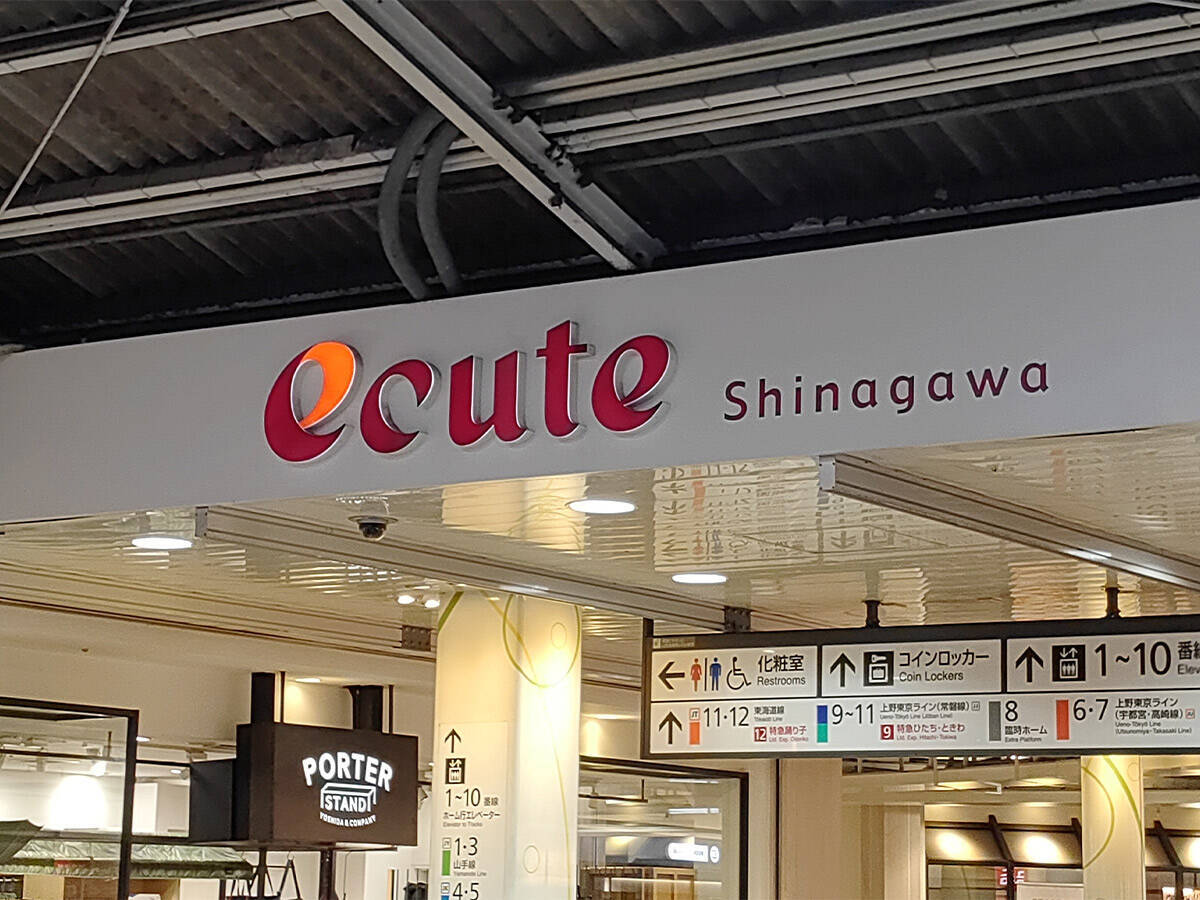 ecute Shinagawa
化粧室
Restrooms
コインロッカー
Coin Lockers
1~10 番線
JT 11・12 東海道線
Tokaido Line
12 特急踊り子
Ltd. Exp. Odoriko
9~11 上野東京ライン(常磐線)
Ueno-Tokyo Line (Joban Line)
9 特急ひたち・ときわ
Ltd. Exp. Hitachi・Tokiwa
8 臨時ホーム
Extra Platform
6・7 上野東京ライン
(宇都宮・高崎線)
Ueno-Tokyo Line
(Utsunomiya-Takasaki Line)
PORTER
STAND
YOSHIDA & COMPANY
1~10 番線
ホーム行エレベーター
Elevator to Tracks
JY 1・3
山手線
Yamanote Line
JK 4・5